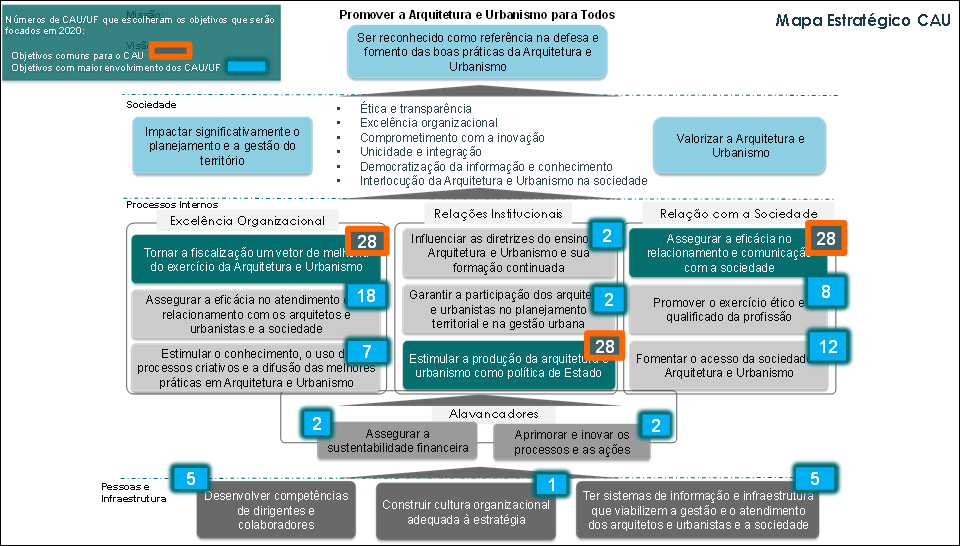 Missão:
Promover a Arquitetura e Urbanismo para Todos
Mapa Estratégico CAU
Números de CAU/UF que escolheram os objetivos que serão
focados em 2020:
Visão
Objetivos comuns para o CAU
Objetivos com maior envolvimento dos CAU/UF
Ser reconhecido como referência na defesa e
fomento das boas práticas da Arquitetura e
Urbanismo
Sociedade
Impactar significativamente o
planejamento e a gestão do
território
• Ética e transparência
• Excelência organizacional
• Comprometimento com a inovação
• Unicidade e integração
• Democratização da informação e conhecimento
• Interlocução da Arquitetura e Urbanismo na sociedade
Valorizar a Arquitetura e
Urbanismo
Processos Internos
Excelência Organizacional
28
Tornar a fiscalização um vetor de
do exercício da Arquitetura e Urbanismo
18
Assegurar a eficácia no atendimento
relacionamento com os arquitetos e
urbanistas e a sociedade
7
Estimular o conhecimento, o uso
processos criativos e a difusão das melhores
práticas em Arquitetura e Urbanismo
Relações Institucionais
2
Influenciar as diretrizes do ensino
Arquitetura e Urbanismo e sua
formação continuada
2
Garantir a participação dos
e urbanistas no planejamento
territorial e na gestão urbana
28
Estimular a produção da arquitetura
urbanismo como política de Estado
Relação com a Sociedade
28
Assegurar a eficácia no
relacionamento e comunicação
com a sociedade
8
Promover o exercício ético e
qualificado da profissão
12
Fomentar o acesso da sociedade
Arquitetura e Urbanismo
Alavancadores
2
Assegurar a
sustentabilidade financeira
2
Aprimorar e inovar os
processos e as ações
Pessoas e
Infraestrutura
5
Desenvolver competências
de dirigentes e
colaboradores
1
Construir cultura organizacional
adequada à estratégia
5
Ter sistemas de informação e infraestrutura
que viabilizem a gestão e o atendimento
dos arquitetos e urbanistas e a sociedade